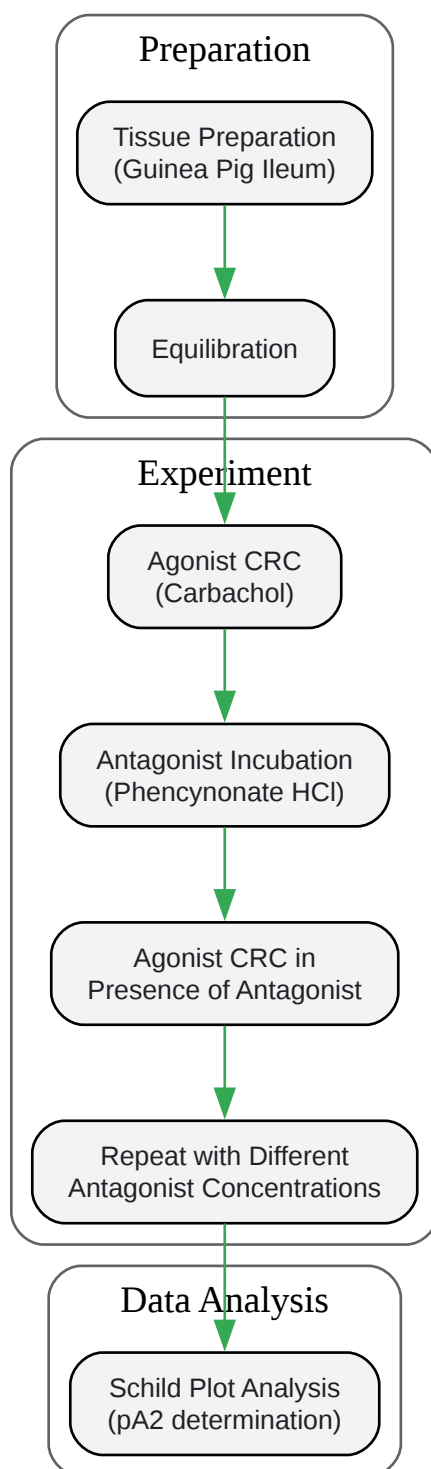 Preparation
Tissue Preparation
(Guinea Pig Ileum)
Equilibration
Experiment
Agonist CRC
(Carbachol)
Antagonist Incubation
(Phencynonate HCl)
Agonist CRC in
Presence of Antagonist
Repeat with Different
Antagonist Concentrations
Data Analysis
Schild Plot Analysis
(pA2 determination)